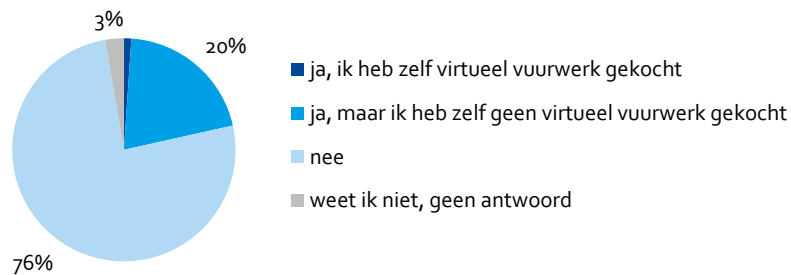 3%
20%
76%
ja, ik heb zelf virtueel vuurwerk gekocht
ja, maar ik heb zelf geen virtueel vuurwerk gekocht
nee
weet ik niet, geen antwoord